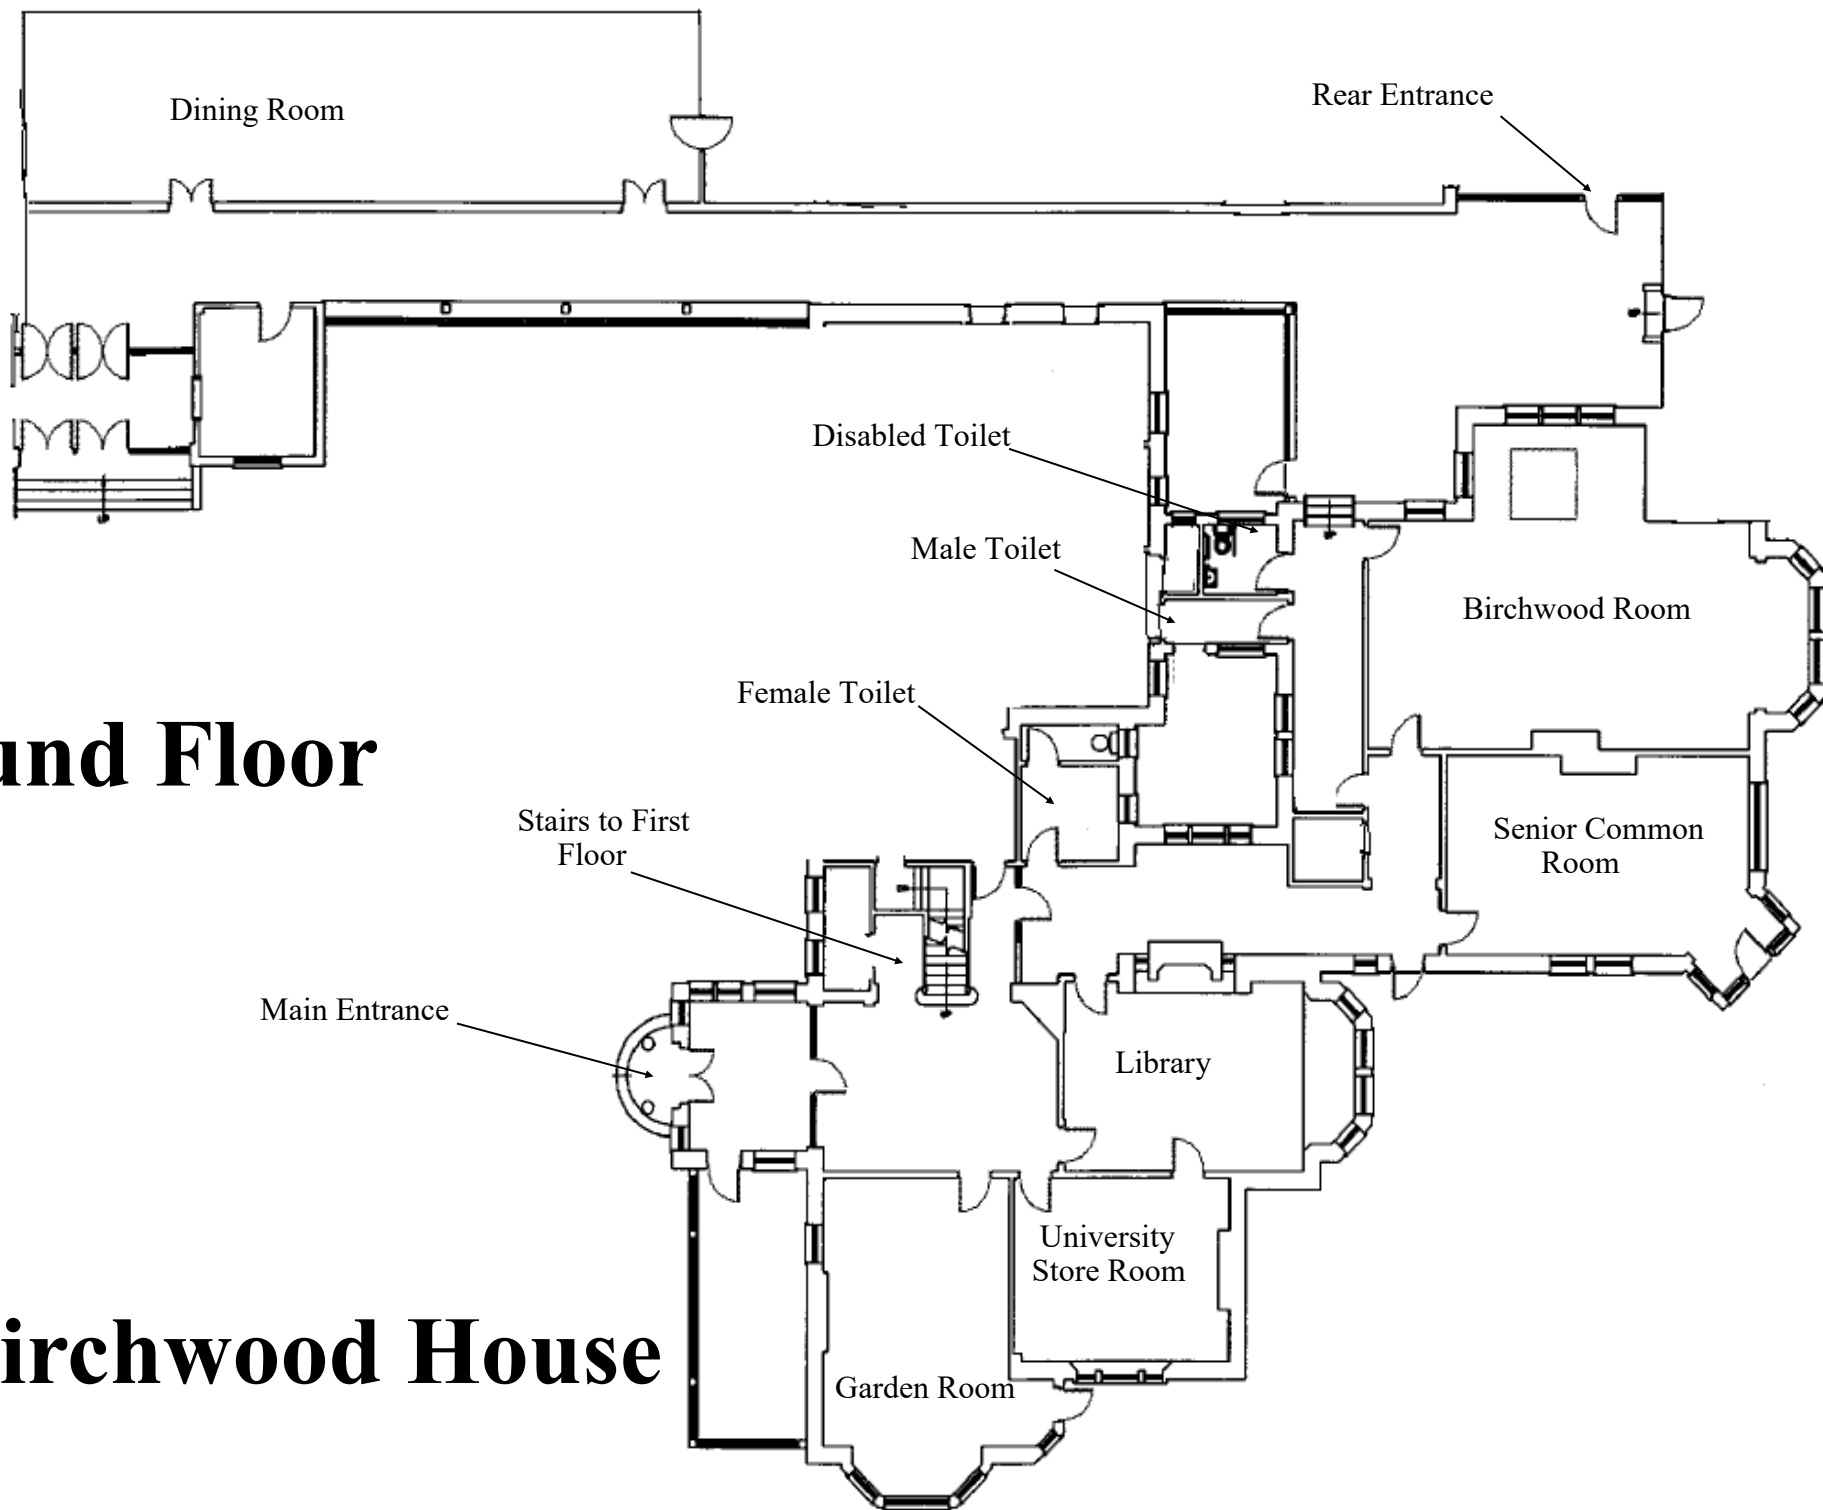 Dining Room
Rear Entrance
Disabled Toilet
Male Toilet
Birchwood Room
Female Toilet
und Floor
Stairs to First
Floor
Senior Common
Room
Main Entrance
Library
University
Store Room
irchwood House
Garden Room